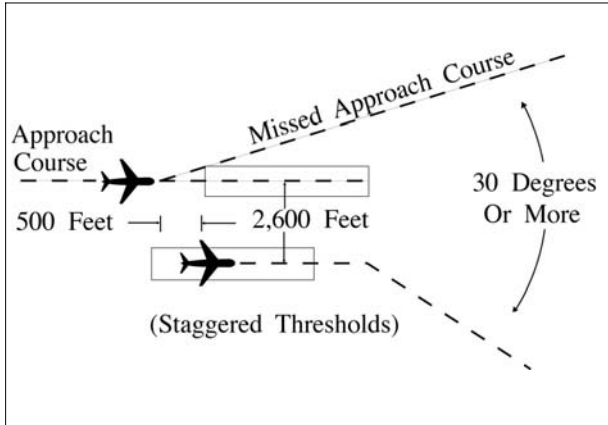 Missed Approach Course
Approach
Course
30 Degrees
Or More
500 Feet
2,600 Feet
(Staggered Thresholds)